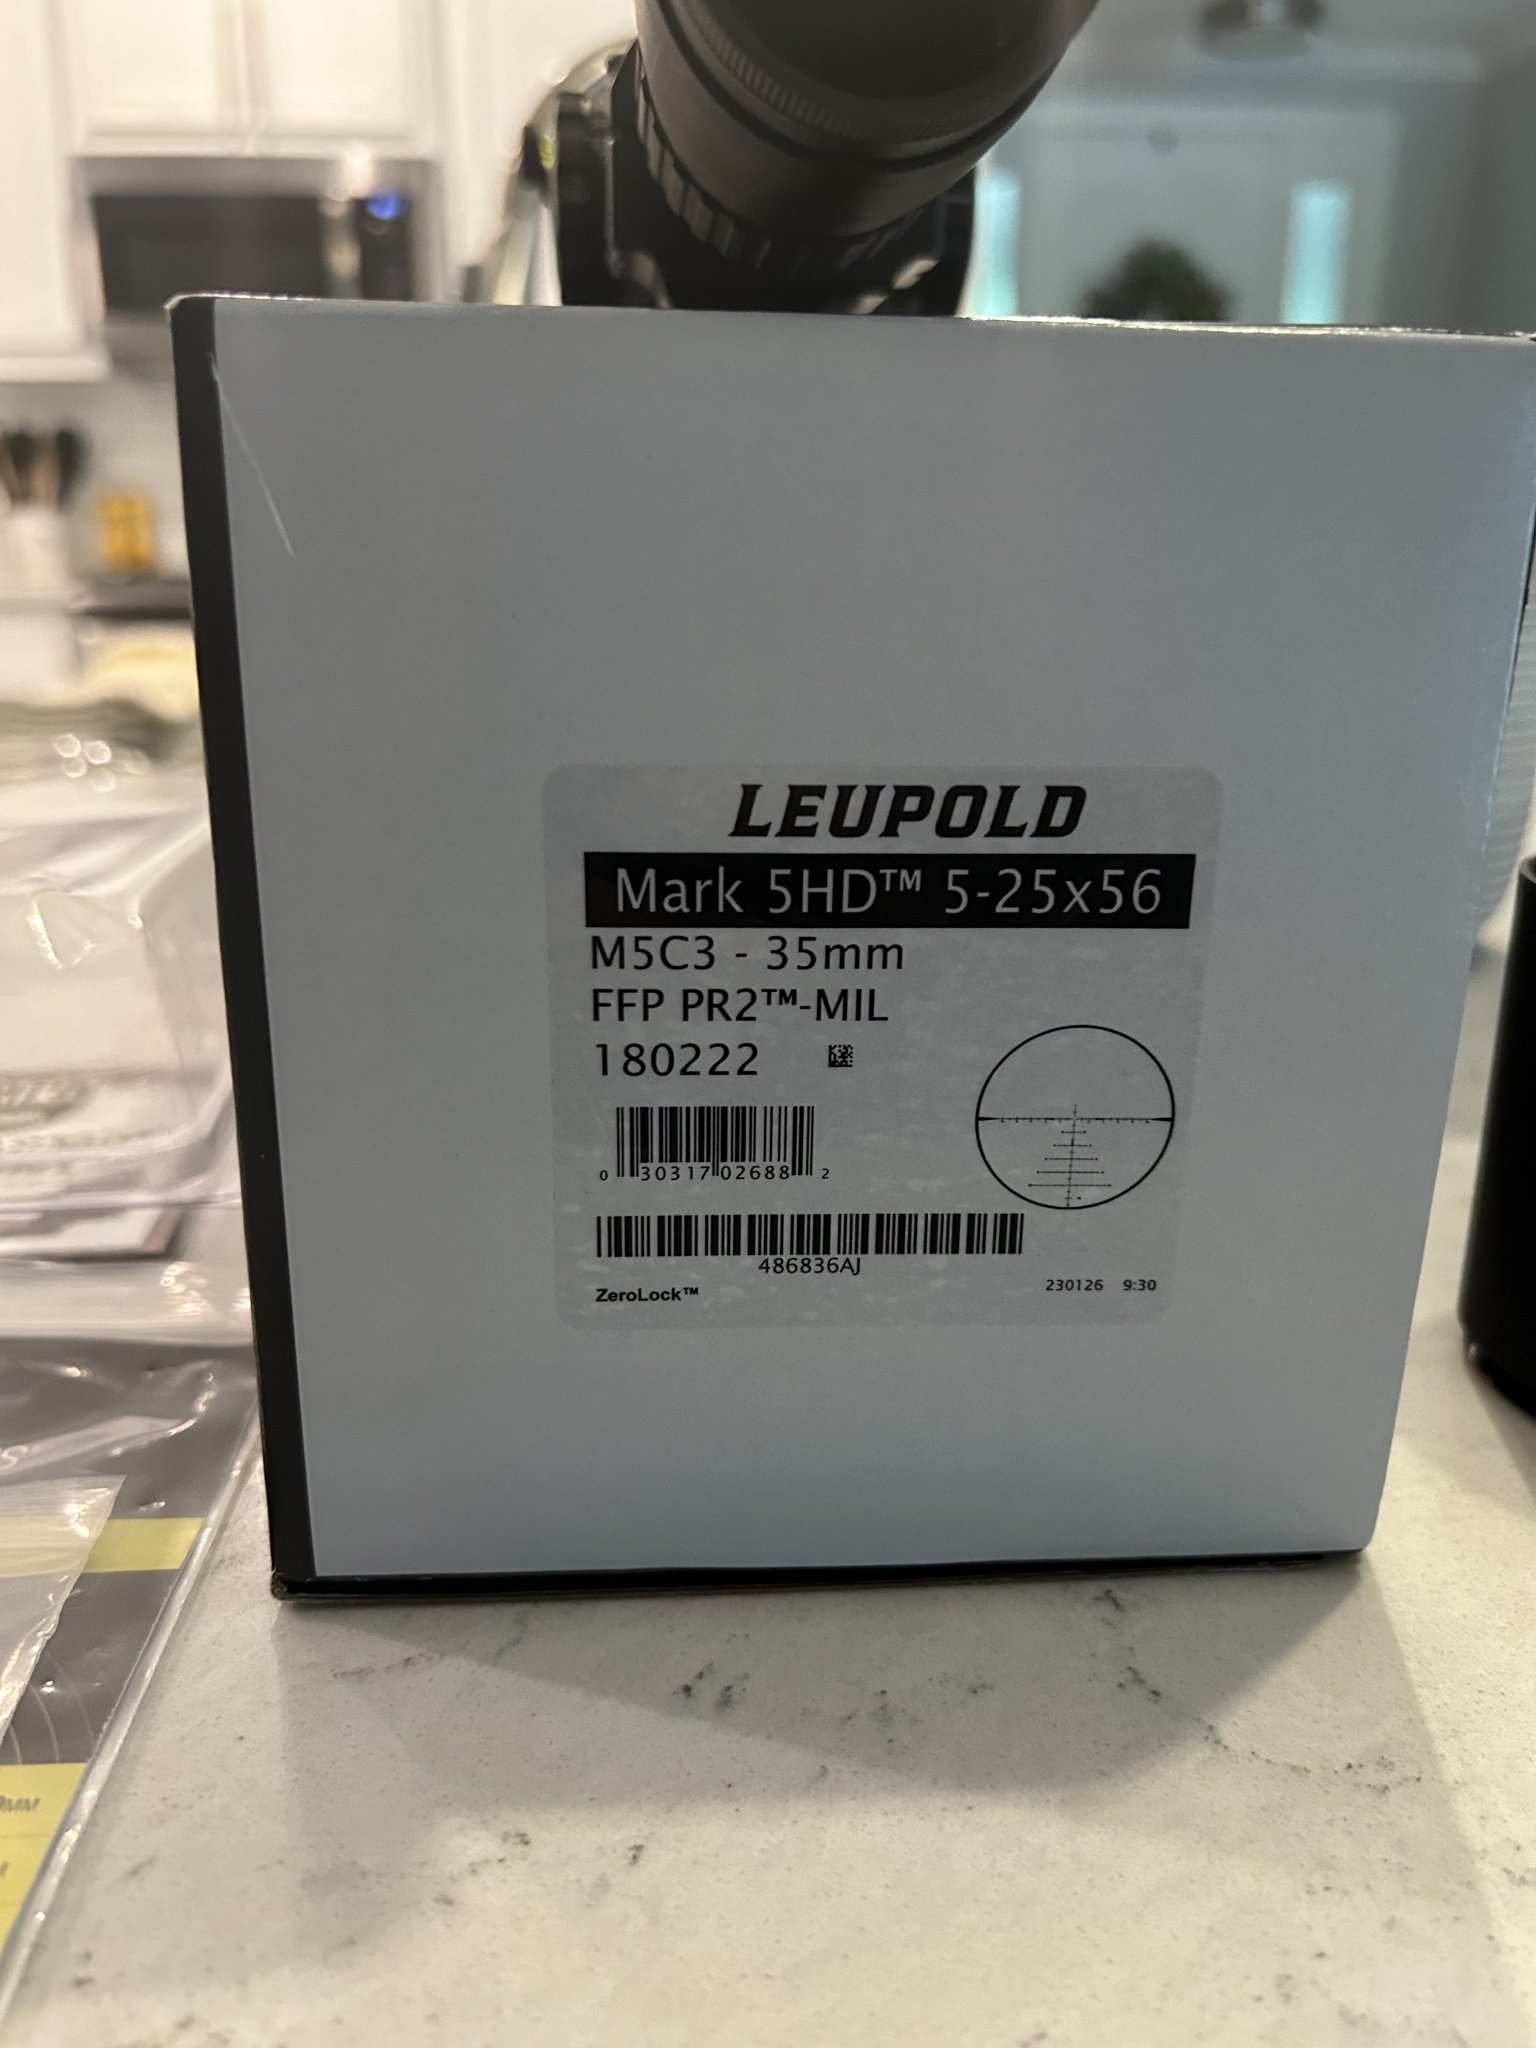 LEUPOLD
Mark 5HD™ 5-25x56
M5C3 - 35mm
FFP PR2™-MIL
180222
0 30317 02688 2
486836AJ
ZeroLock™ 230126 9:30